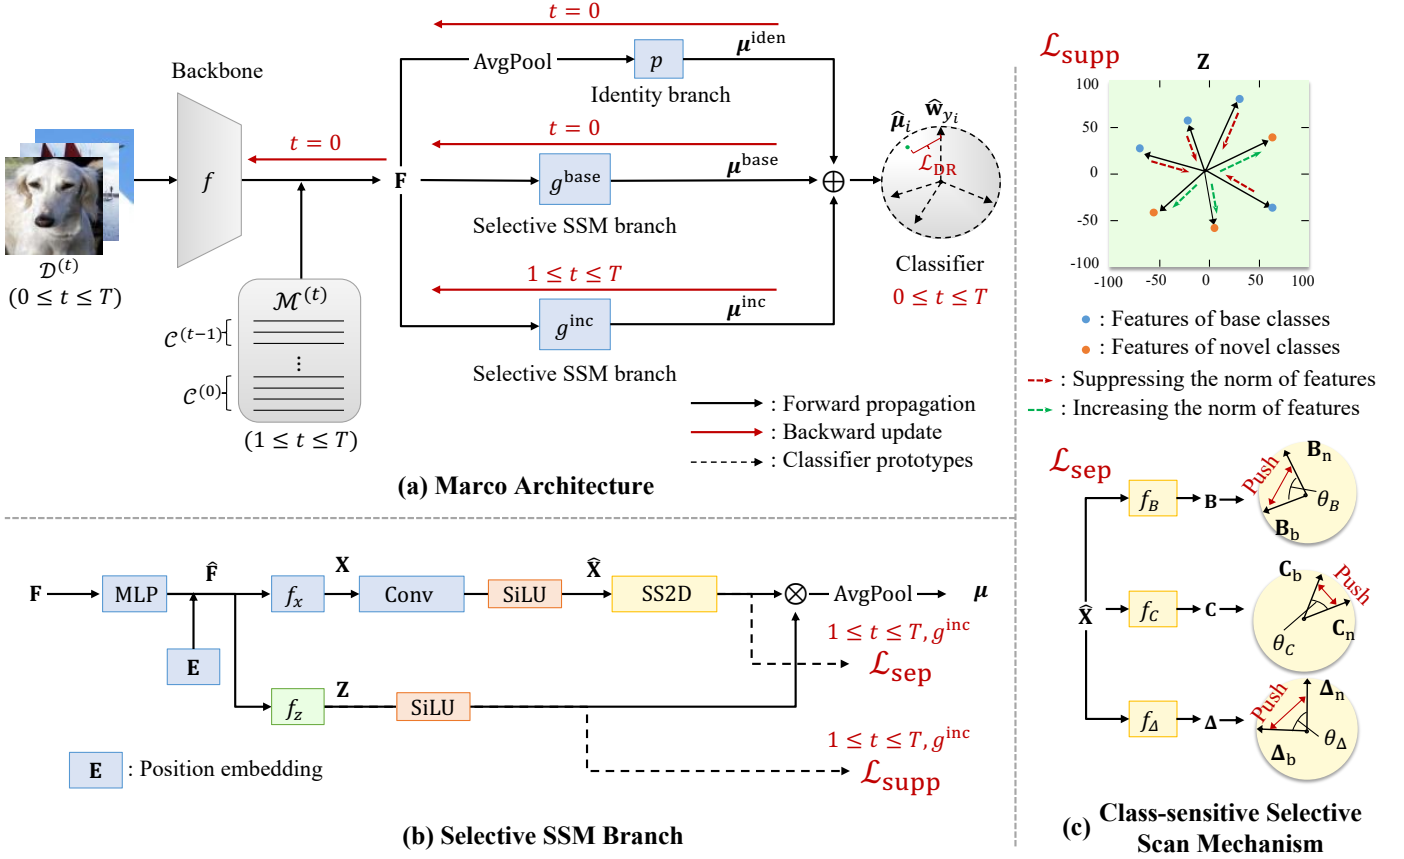 t = 0
Backbone
AvgPool
p
μ^iden
Identity branch
t = 0
f
F
t = 0
g^base
μ^base
Selective SSM branch
⊕
μ̂_i
ŵ_{y_i}
ℒ_DR
Classifier
0 ≤ t ≤ T
𝒟^(t)
(0 ≤ t ≤ T)
ℳ^(t)
𝒞^(t−1)
⋮
𝒞^(0)
(1 ≤ t ≤ T)
1 ≤ t ≤ T
g^inc
μ^inc
Selective SSM branch
: Forward propagation
: Backward update
: Classifier prototypes
(a) Marco Architecture
F
MLP
F̂
E
f_x
X
Conv
SiLU
X̂
SS2D
⊗
AvgPool
μ
1 ≤ t ≤ T, g^inc
ℒ_sep
f_z
Z
SiLU
1 ≤ t ≤ T, g^inc
ℒ_supp
E : Position embedding
(b) Selective SSM Branch
ℒ_supp
Z
100
50
0
-50
-100
-100 -50 0 50 100
: Features of base classes
: Features of novel classes
: Suppressing the norm of features
: Increasing the norm of features
ℒ_sep
X̂
f_B
B
Push
B_n
θ_B
B_b
f_C
C
C_b
Push
C_n
θ_C
f_Δ
Δ
Push
Δ_n
θ_Δ
Δ_b
(c) Class-sensitive Selective
Scan Mechanism